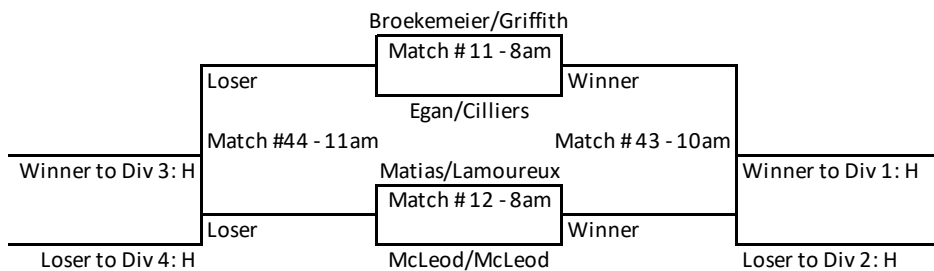 Broekemeier/Griffith
Match # 11 - 8am
Loser
Winner
Egan/Cilliers
Match #44 - 11am
Match # 43 - 10am
Winner to Div 3: H
Matias/Lamoureux
Winner to Div 1: H
Match # 12 - 8am
Loser
Winner
Loser to Div 4: H
McLeod/McLeod
Loser to Div 2: H